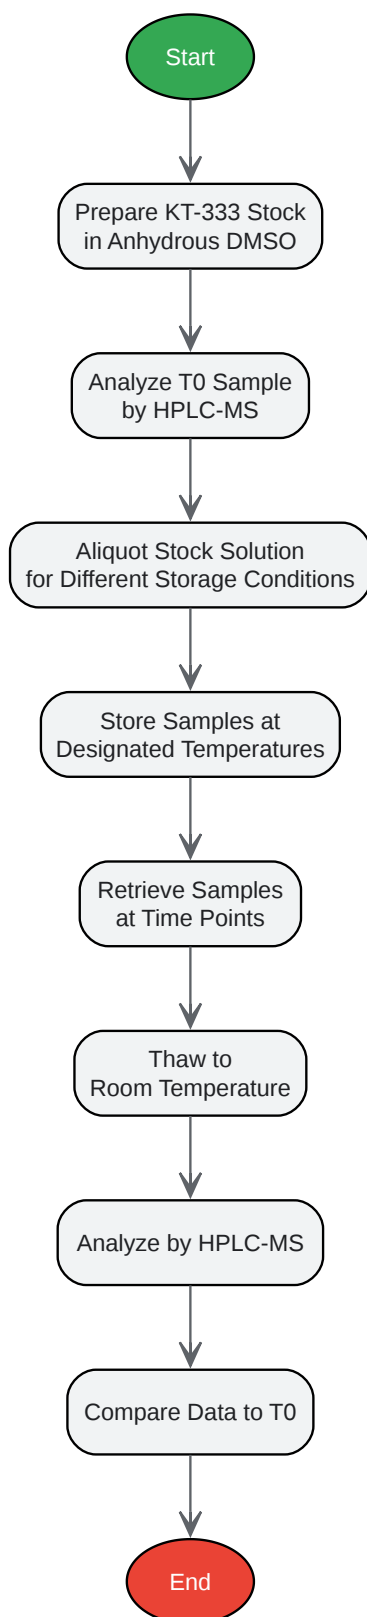 Start
Prepare KT-333 Stock
in Anhydrous DMSO
Analyze T0 Sample
by HPLC-MS
Aliquot Stock Solution
for Different Storage Conditions
Store Samples at
Designated Temperatures
Retrieve Samples
at Time Points
Thaw to
Room Temperature
Analyze by HPLC-MS
Compare Data to T0
End